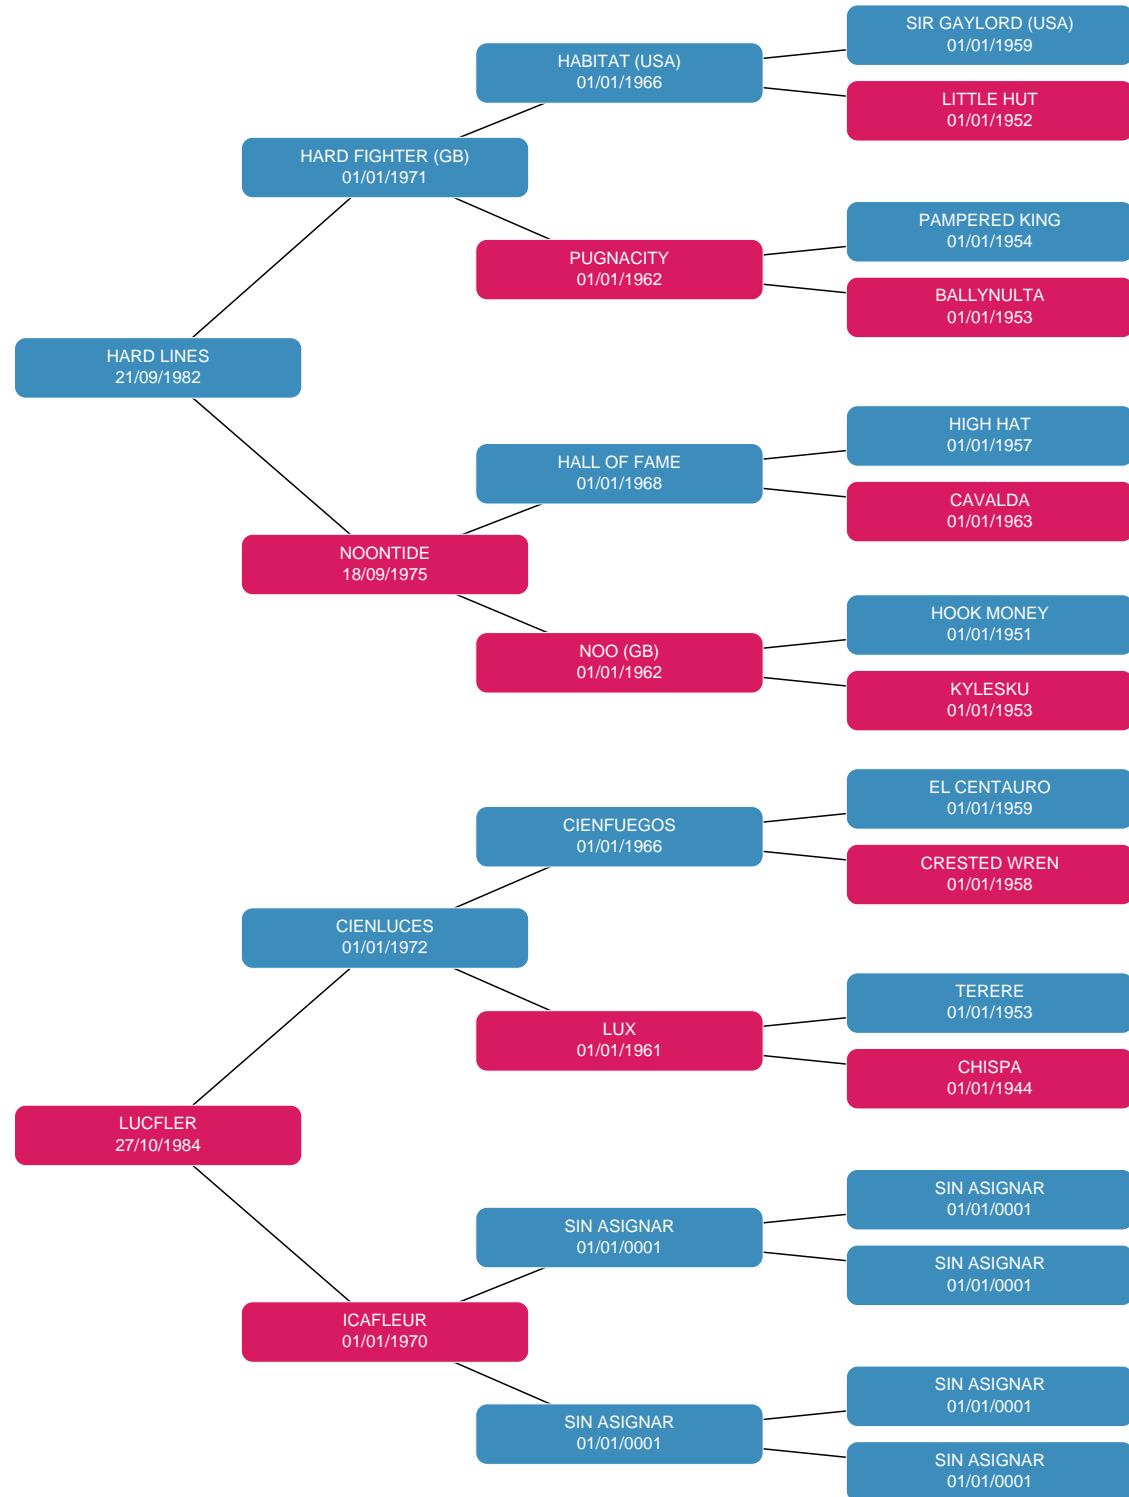 SIR GAYLORD (USA)
01/01/1959
HABITAT (USA)
01/01/1966
LITTLE HUT
01/01/1952
HARD FIGHTER (GB)
01/01/1971
PAMPERED KING
01/01/1954
PUGNACITY
01/01/1962
BALLYNULTA
01/01/1953
HARD LINES
21/09/1982
HIGH HAT
01/01/1957
HALL OF FAME
01/01/1968
CAVALDA
01/01/1963
NOONTIDE
18/09/1975
HOOK MONEY
01/01/1951
NOO (GB)
01/01/1962
KYLESKU
01/01/1953
EL CENTAURO
01/01/1959
CIENFUEGOS
01/01/1966
CRESTED WREN
01/01/1958
CIENLUCES
01/01/1972
TERERE
01/01/1953
LUX
01/01/1961
CHISPA
01/01/1944
LUCFLER
27/10/1984
SIN ASIGNAR
01/01/0001
SIN ASIGNAR
01/01/0001
SIN ASIGNAR
01/01/0001
ICAFLEUR
01/01/1970
SIN ASIGNAR
01/01/0001
SIN ASIGNAR
01/01/0001
SIN ASIGNAR
01/01/0001